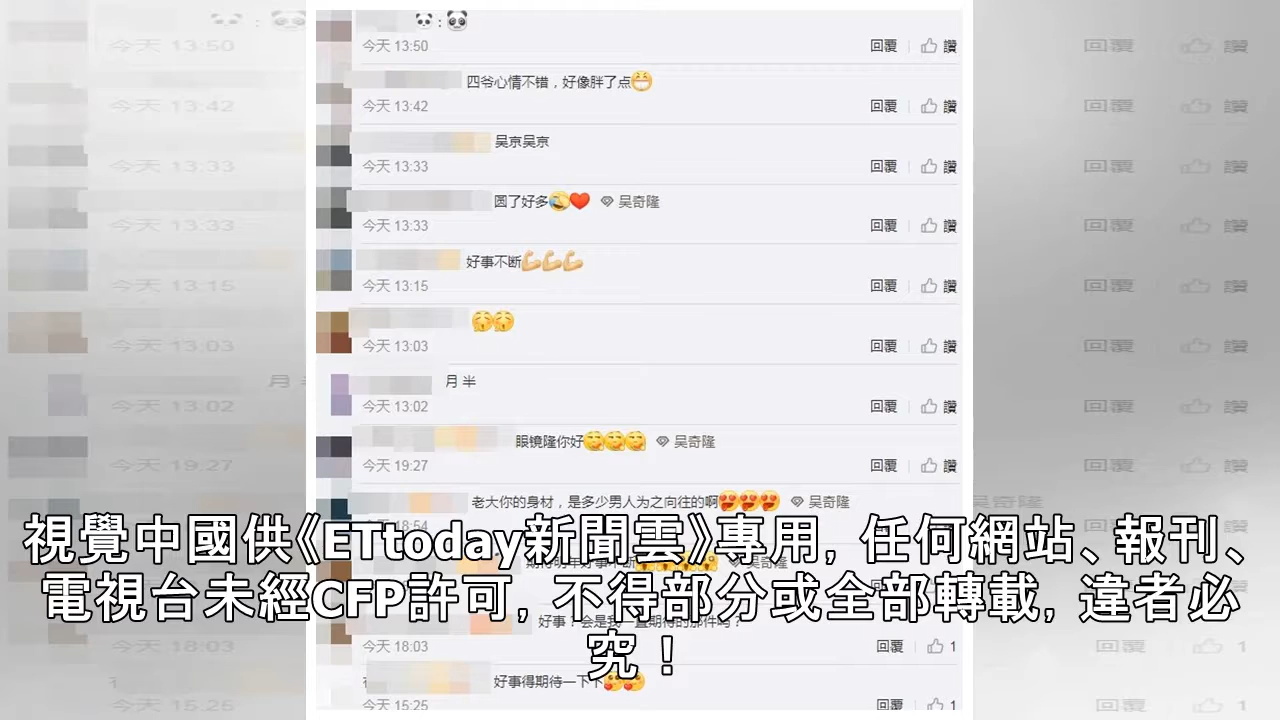 :
今天 13:50 回覆 讚
四爷心情不错，好像胖了点
今天 13:42 回覆 讚
吴京吴京
今天 13:33 回覆 讚
圆了好多 吴奇隆
今天 13:33 回覆 讚
好事不断
今天 13:15 回覆 讚
今天 13:03 回覆 讚
月 半
今天 13:02 回覆 讚
眼镜隆你好 吴奇隆
今天 19:27 回覆 讚
老大你的身材，是多少男人为之向往的啊 吴奇隆
18:54
視覺中國供《ETtoday新聞雲》專用, 任何網站、報刊、
電視台未經CFP許可, 不得部分或全部轉載, 違者必
究！
今天 18:03 回覆 1
好事得期待一下下
今天 15:25 回覆 1